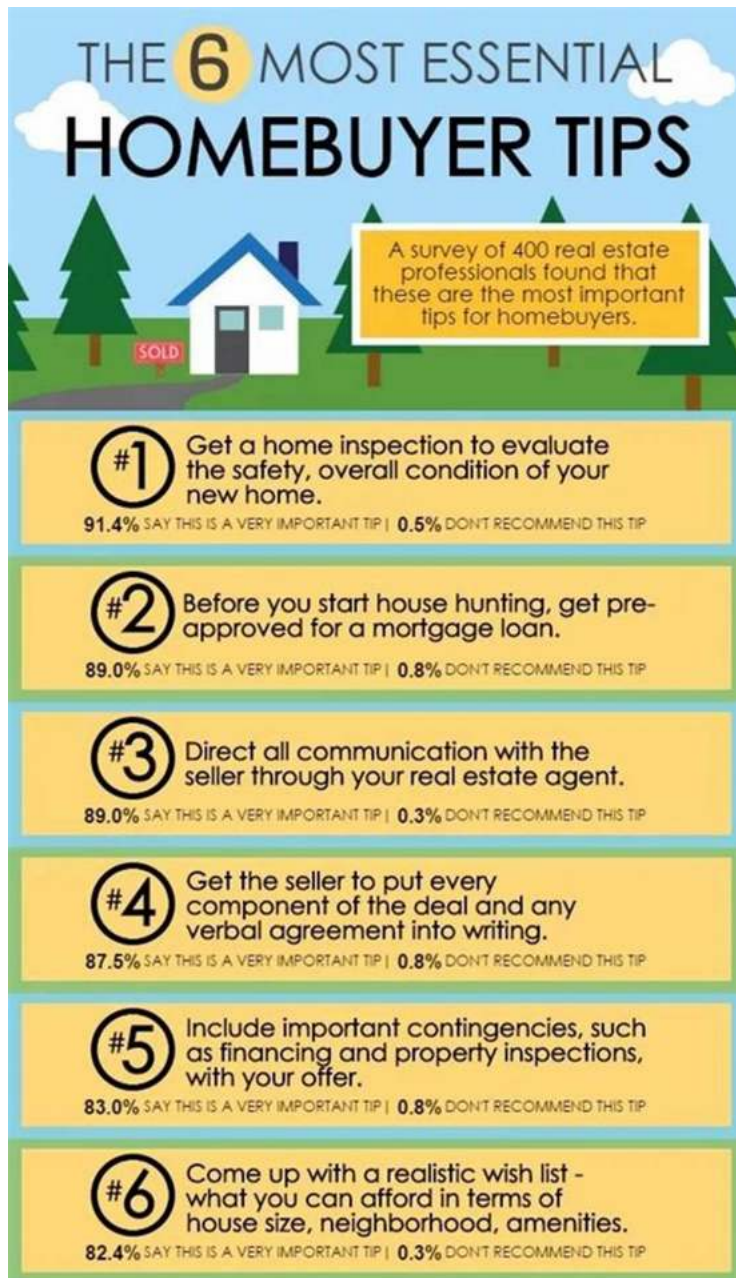 THE 6 MOST ESSENTIAL
HOMEBUYER TIPS
A survey of 400 real estate
professionals found that
these are the most important
tips for homebuyers.
SOLD
#1 Get a home inspection to evaluate
the safety, overall condition of your
new home.
91.4% SAY THIS IS A VERY IMPORTANT TIP | 0.5% DON'T RECOMMEND THIS TIP
#2 Before you start house hunting, get pre-
approved for a mortgage loan.
89.0% SAY THIS IS A VERY IMPORTANT TIP | 0.8% DON'T RECOMMEND THIS TIP
#3 Direct all communication with the
seller through your real estate agent.
89.0% SAY THIS IS A VERY IMPORTANT TIP | 0.3% DON'T RECOMMEND THIS TIP
#4 Get the seller to put every
component of the deal and any
verbal agreement into writing.
87.5% SAY THIS IS A VERY IMPORTANT TIP | 0.8% DON'T RECOMMEND THIS TIP
#5 Include important contingencies, such
as financing and property inspections,
with your offer.
83.0% SAY THIS IS A VERY IMPORTANT TIP | 0.8% DON'T RECOMMEND THIS TIP
#6 Come up with a realistic wish list -
what you can afford in terms of
house size, neighborhood, amenities.
82.4% SAY THIS IS A VERY IMPORTANT TIP | 0.3% DON'T RECOMMEND THIS TIP